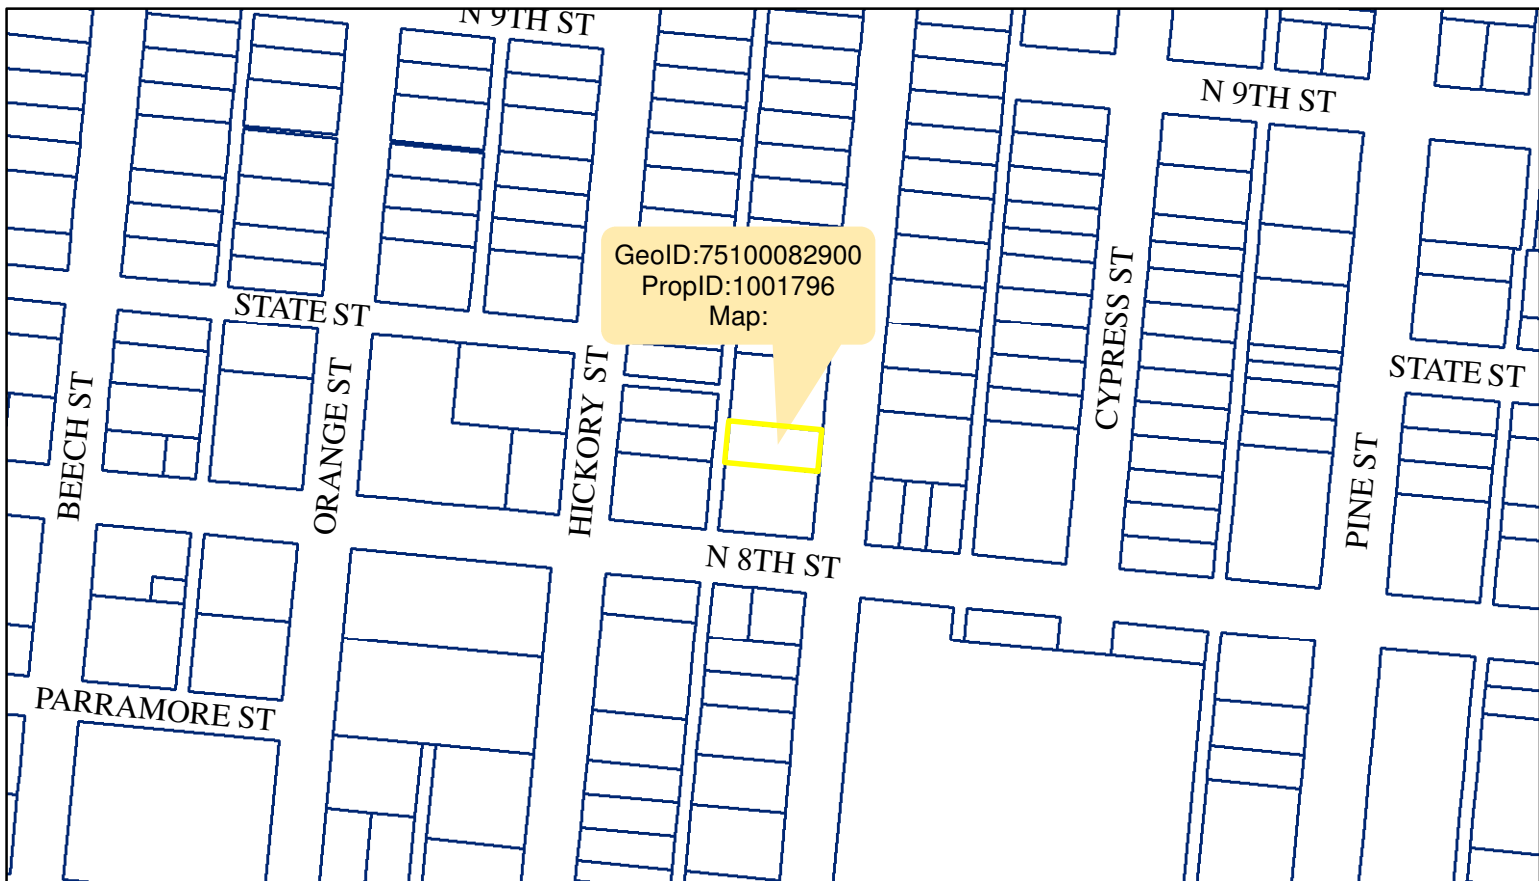 N 9TH ST
N 9TH ST
GeoID:75100082900
PropID:1001796
Map:
STATE ST
CYPRESS ST
STATE ST
BEECH ST
ORANGE ST
HICKORY ST
PINE ST
N 8TH ST
PARRAMORE ST